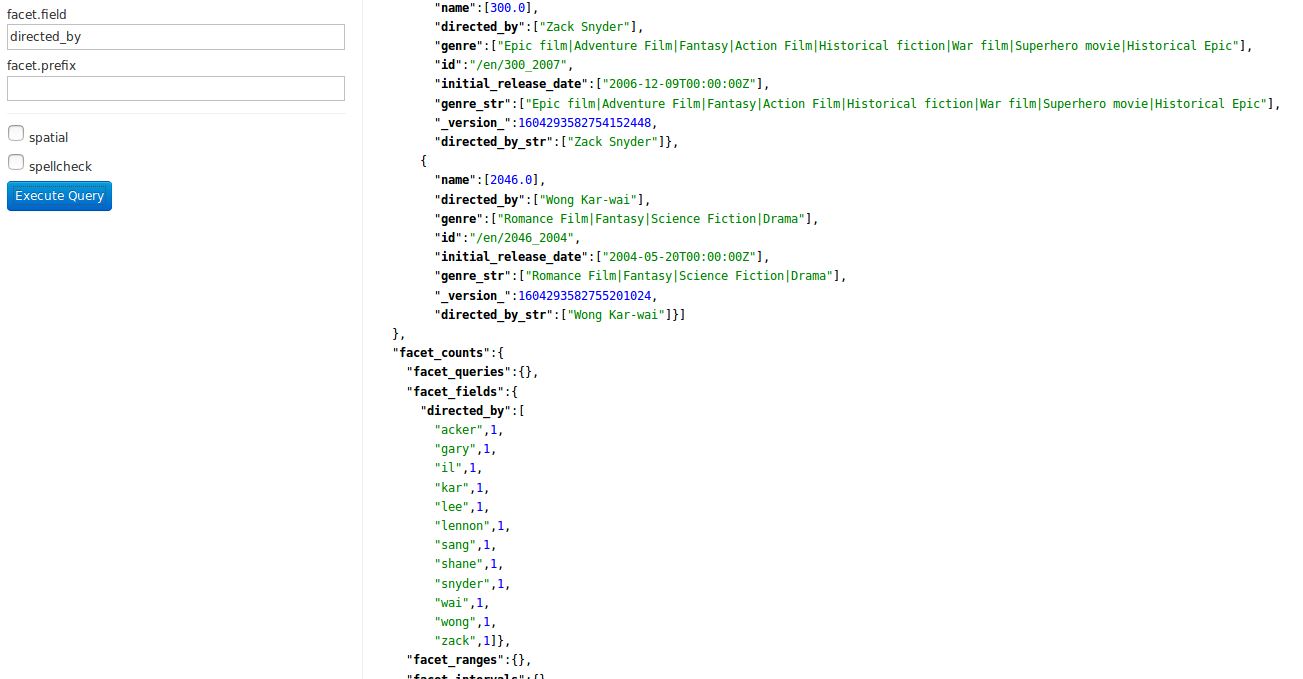 facet.field
directed_by
facet.prefix
spatial
spellcheck
Execute Query
"name":[300.0],
"directed_by":["Zack Snyder"],
"genre":["Epic film|Adventure Film|Fantasy|Action Film|Historical fiction|War film|Superhero movie|Historical Epic"],
"id":"/en/300_2007",
"initial_release_date":["2006-12-09T00:00:00Z"],
"genre_str":["Epic film|Adventure Film|Fantasy|Action Film|Historical fiction|War film|Superhero movie|Historical Epic"],
"_version_":1604293582754152448,
"directed_by_str":["Zack Snyder"]},
{
"name":[2046.0],
"directed_by":["Wong Kar-wai"],
"genre":["Romance Film|Fantasy|Science Fiction|Drama"],
"id":"/en/2046_2004",
"initial_release_date":["2004-05-20T00:00:00Z"],
"genre_str":["Romance Film|Fantasy|Science Fiction|Drama"],
"_version_":1604293582755201024,
"directed_by_str":["Wong Kar-wai"]}]
},
"facet_counts":{
"facet_queries":{},
"facet_fields":{
"directed_by":[
"acker",1,
"gary",1,
"il",1,
"kar",1,
"lee",1,
"lennon",1,
"sang",1,
"shane",1,
"snyder",1,
"wai",1,
"wong",1,
"zack",1]},
"facet_ranges":{},
"facet_intervals":{}